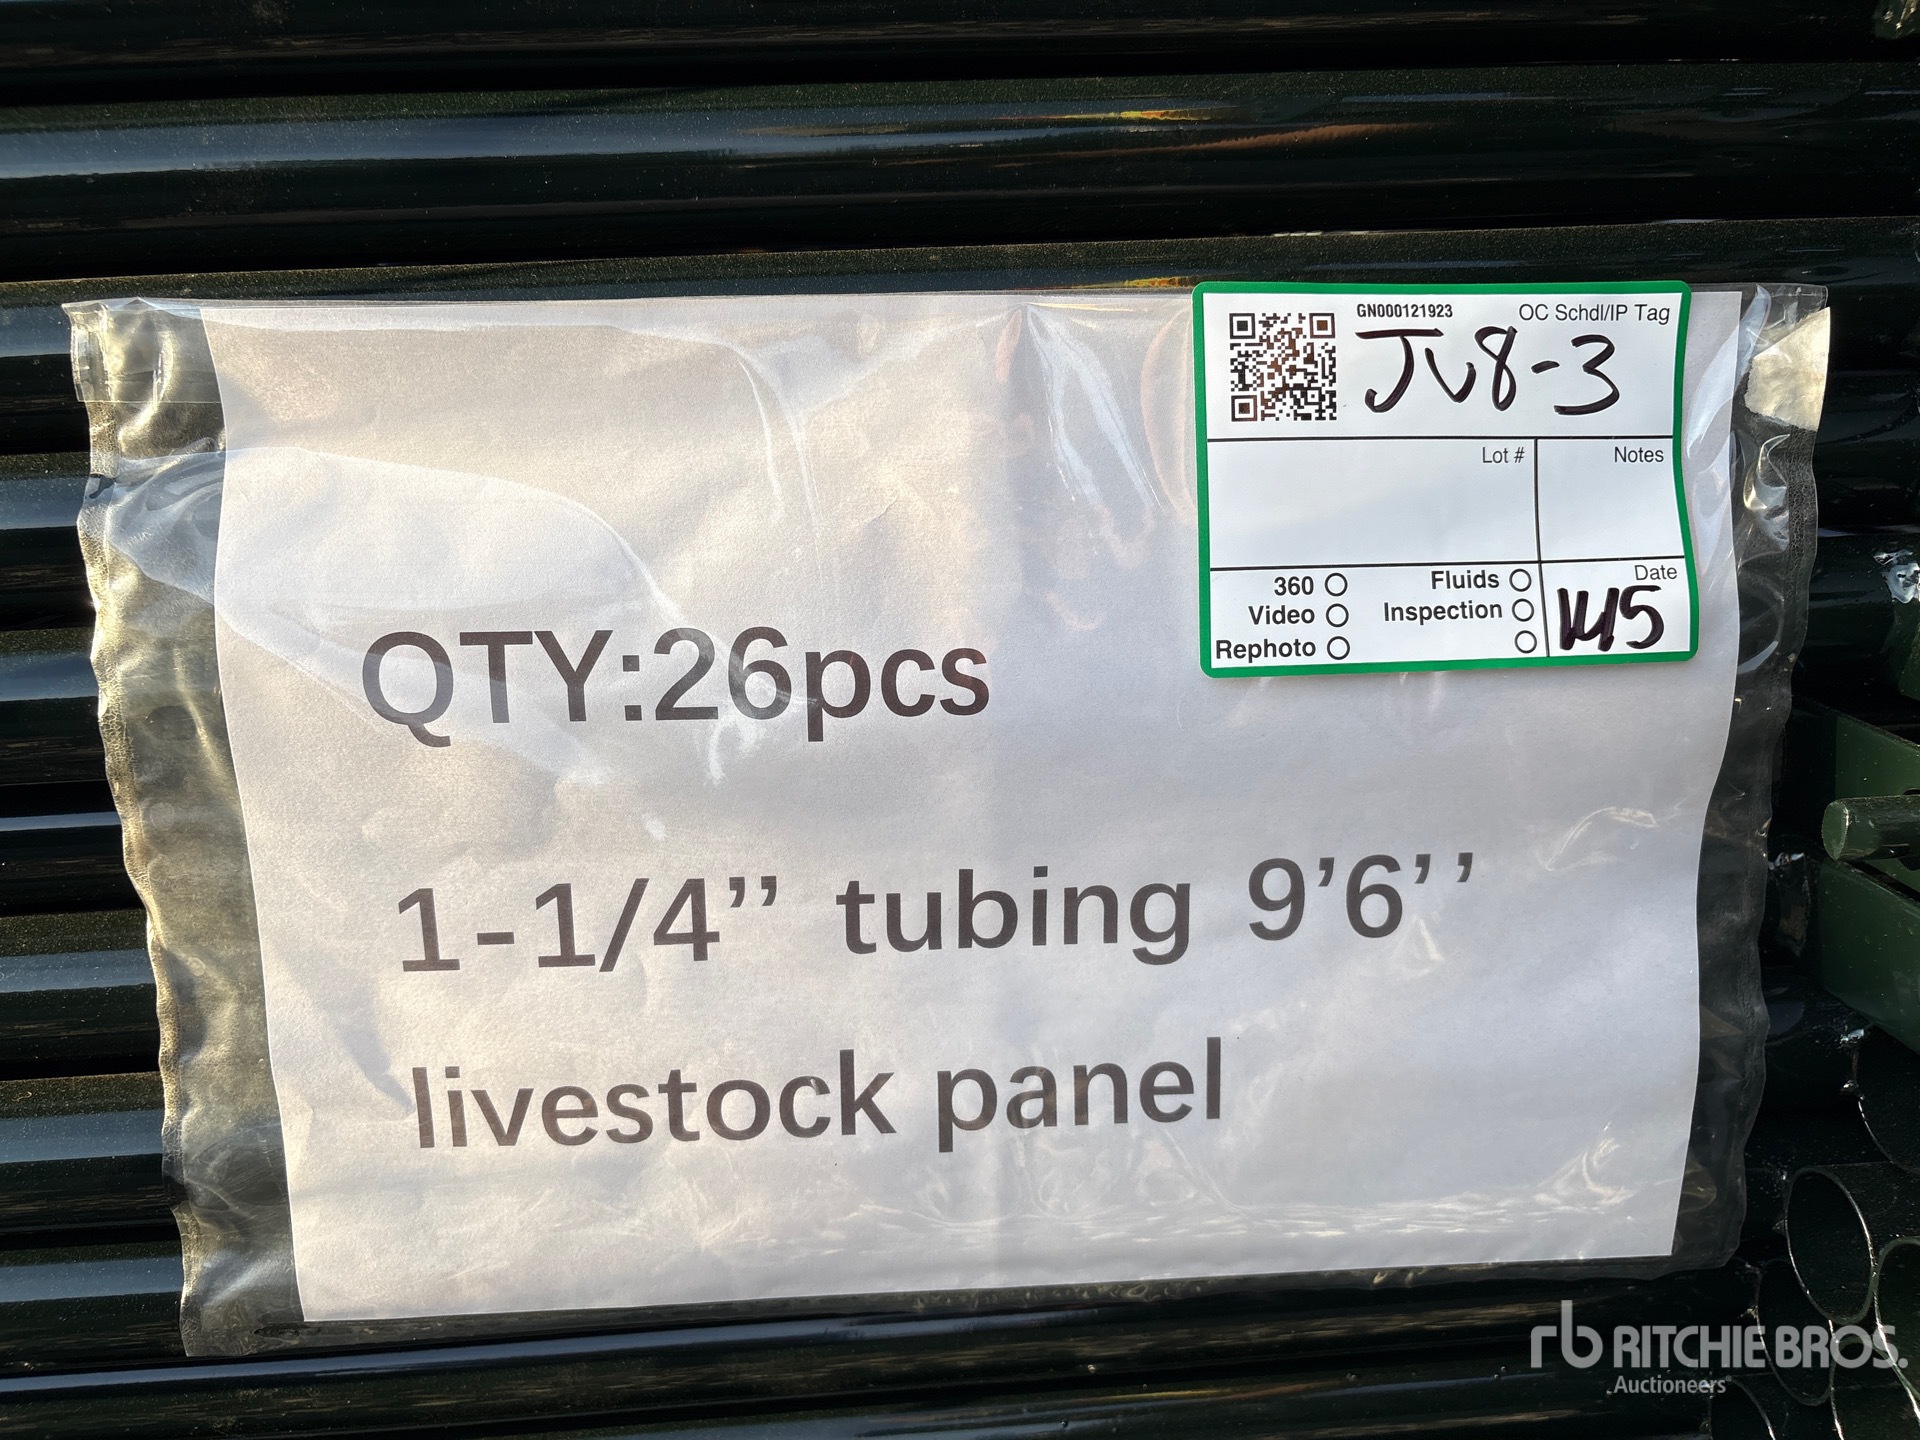 GN000121923 OC Schdl/IP Tag
JV8-3
Lot # Notes
360 Fluids Date
Video Inspection
Rephoto
QTY:26pcs
1-1/4’’ tubing 9’6’’
livestock panel
rb RITCHIE BROS.
Auctioneers